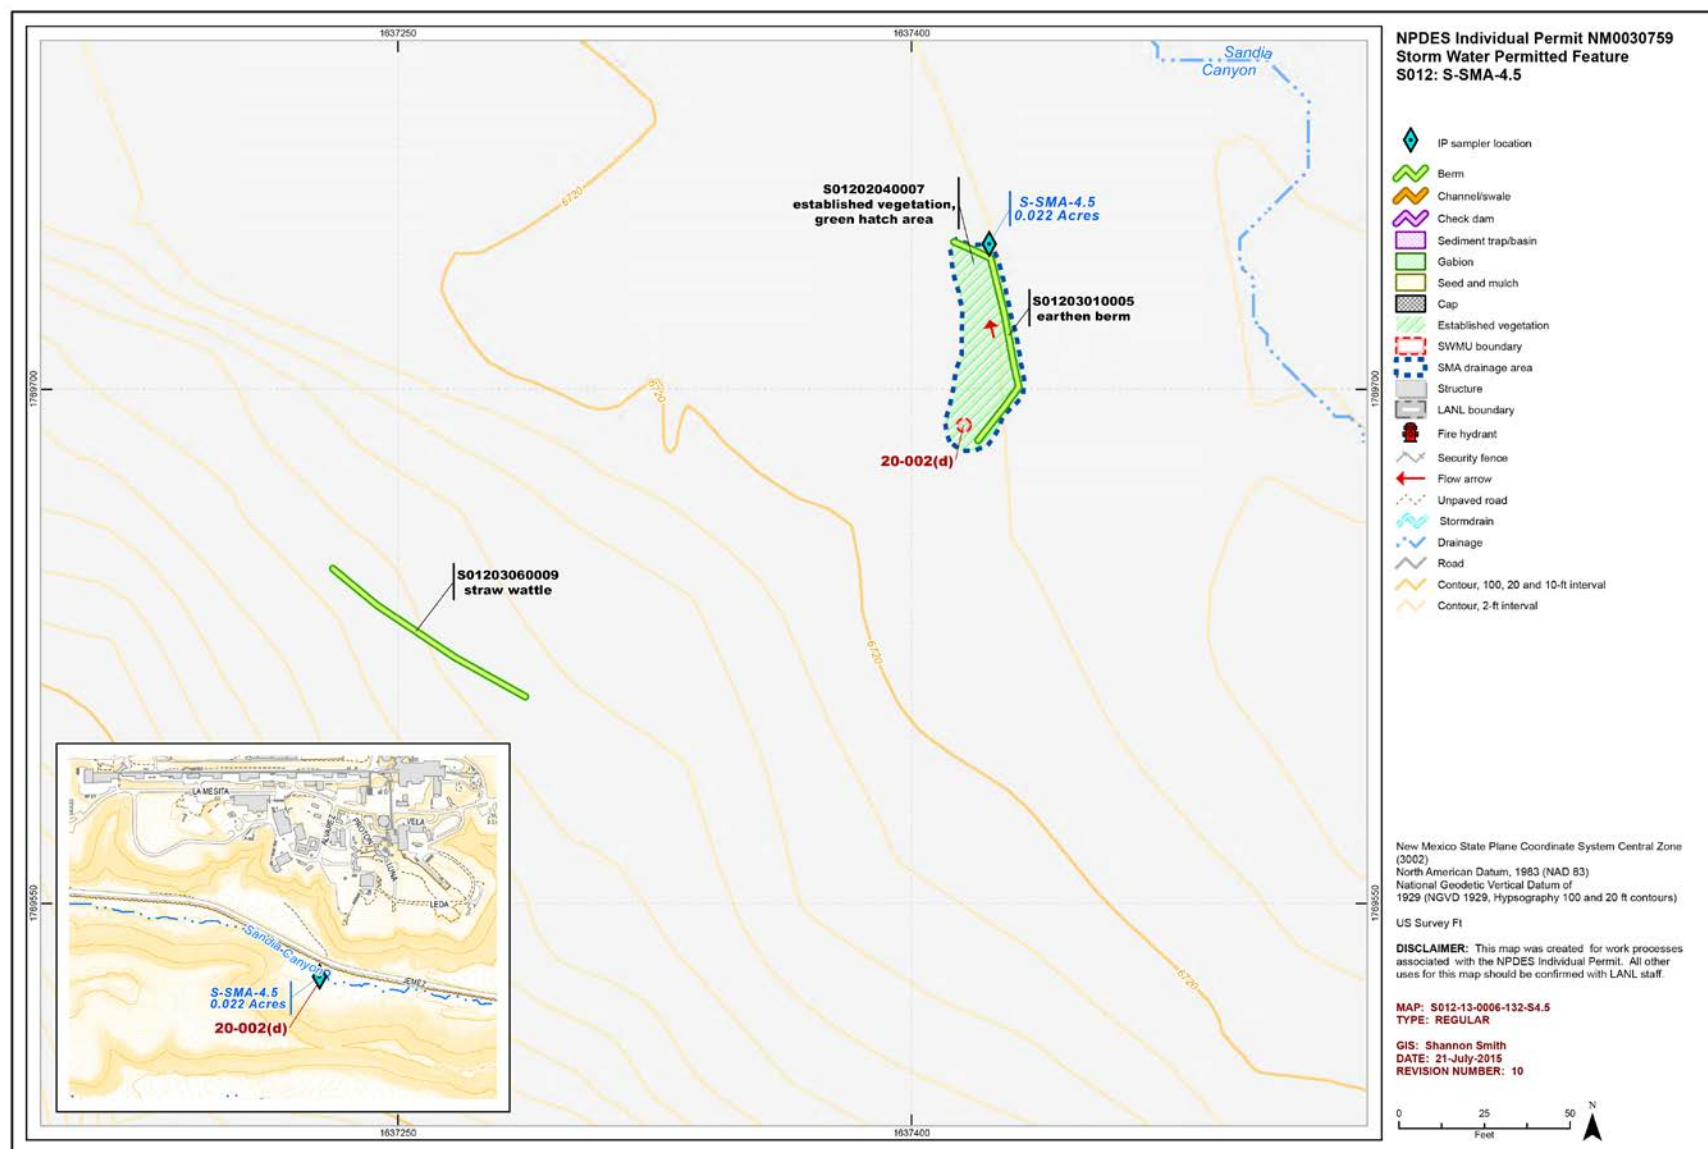 1637250
1637400
Sandia
Canyon
6720
S01202040007
established vegetation,
green hatch area
S-SMA-4.5
0.022 Acres
S01203010005
earthen berm
1769700
1769700
6720
20-002(d)
S01203060009
straw wattle
6720
LA MESITA
ALVAREZ
PROTON
VELA
LUNA
LEDA
Sandia Canyon
JEMEZ
S-SMA-4.5
0.022 Acres
20-002(d)
1769550
1769550
6720
1637250
1637400
NPDES Individual Permit NM0030759
Storm Water Permitted Feature
S012: S-SMA-4.5
IP sampler location
Berm
Channel/swale
Check dam
Sediment trap/basin
Gabion
Seed and mulch
Cap
Established vegetation
SWMU boundary
SMA drainage area
Structure
LANL boundary
Fire hydrant
Security fence
Flow arrow
Unpaved road
Stormdrain
Drainage
Road
Contour, 100, 20 and 10-ft interval
Contour, 2-ft interval
New Mexico State Plane Coordinate System Central Zone
(3002)
North American Datum, 1983 (NAD 83)
National Geodetic Vertical Datum of
1929 (NGVD 1929, Hypsography 100 and 20 ft contours)
US Survey Ft
DISCLAIMER: This map was created for work processes
associated with the NPDES Individual Permit. All other
uses for this map should be confirmed with LANL staff.
MAP: S012-13-0006-132-S4.5
TYPE: REGULAR
GIS: Shannon Smith
DATE: 21-July-2015
REVISION NUMBER: 10
0 25 50
Feet
N